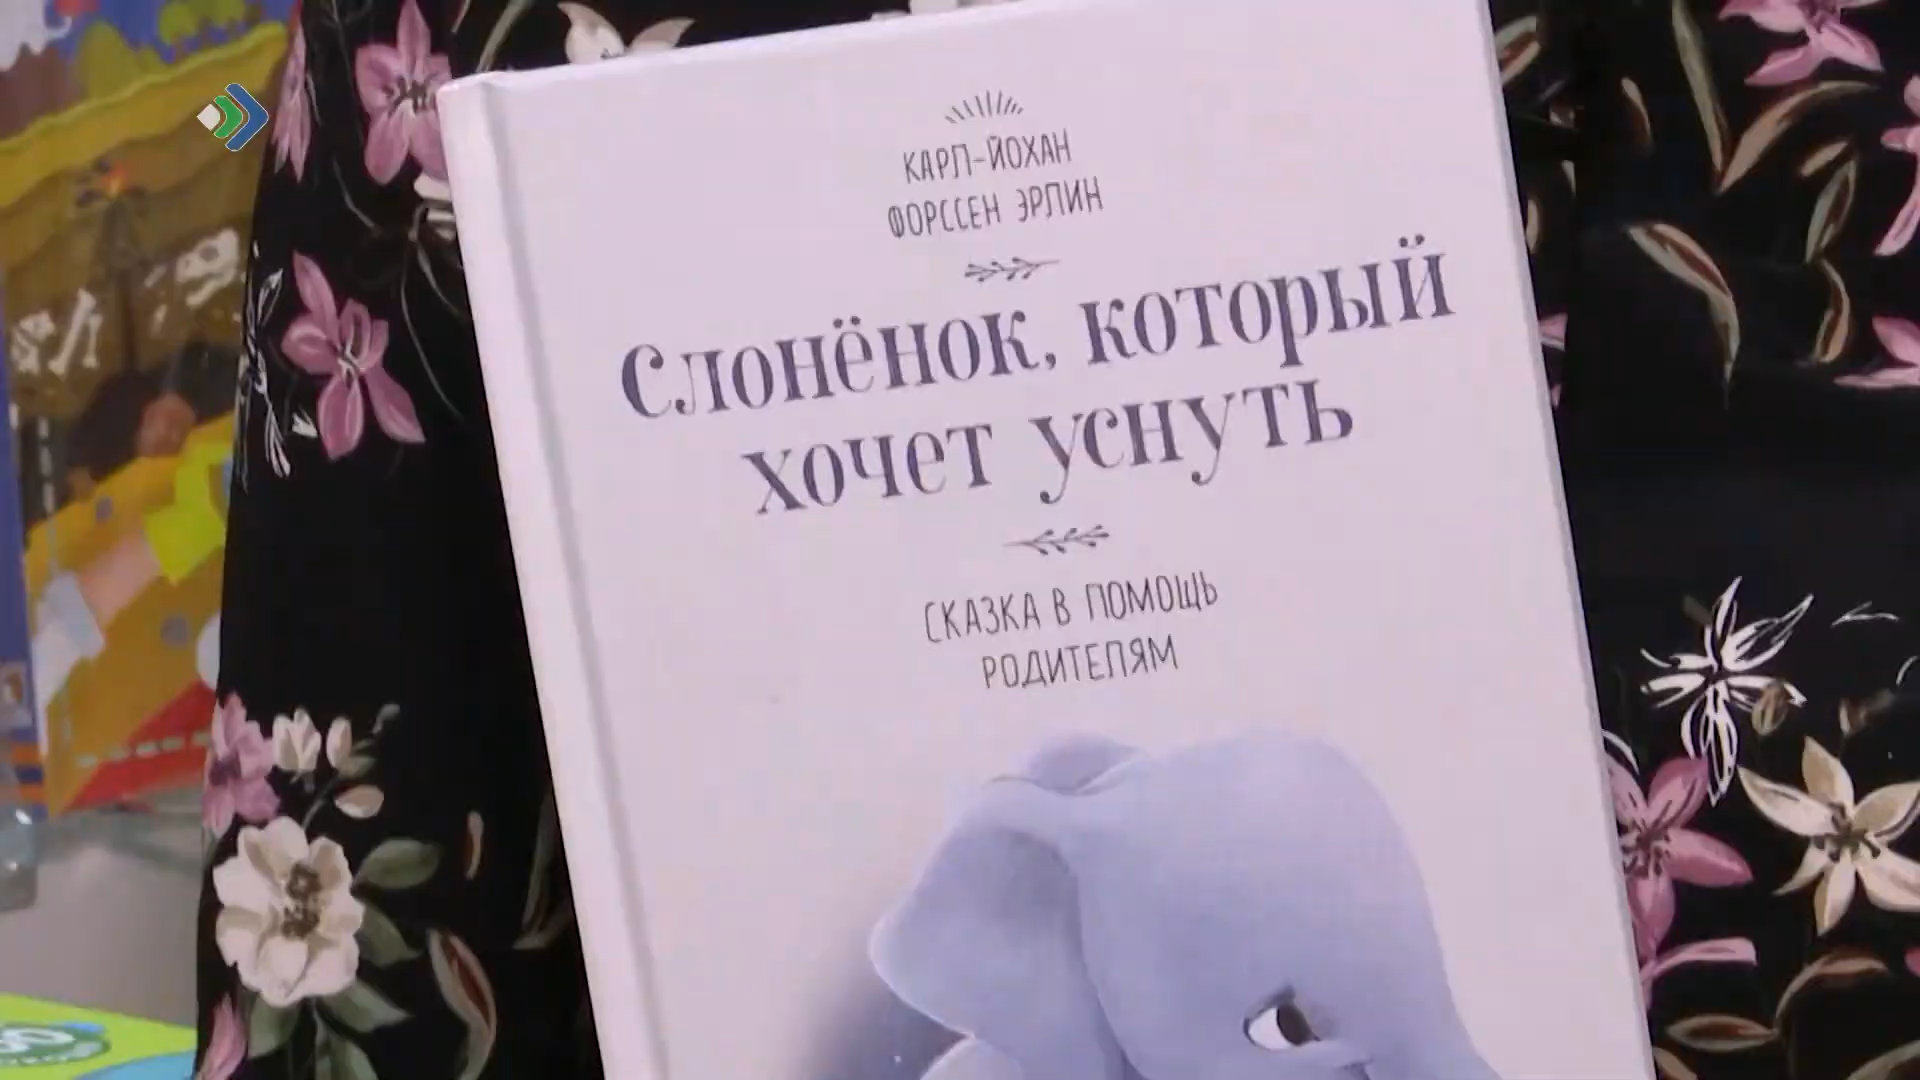 КАРЛ-ЙОХАН
ФОРССЕН ЭРЛИН
Слонёнок, который
хочет уснуть
СКАЗКА В ПОМОЩЬ
РОДИТЕЛЯМ